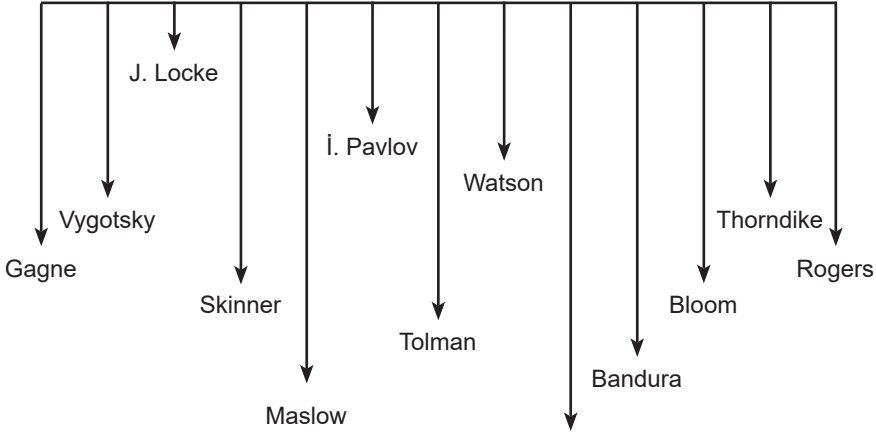 J. Locke
İ. Pavlov
Watson
Vygotsky
Thorndike
Gagne
Rogers
Skinner
Bloom
Tolman
Bandura
Maslow